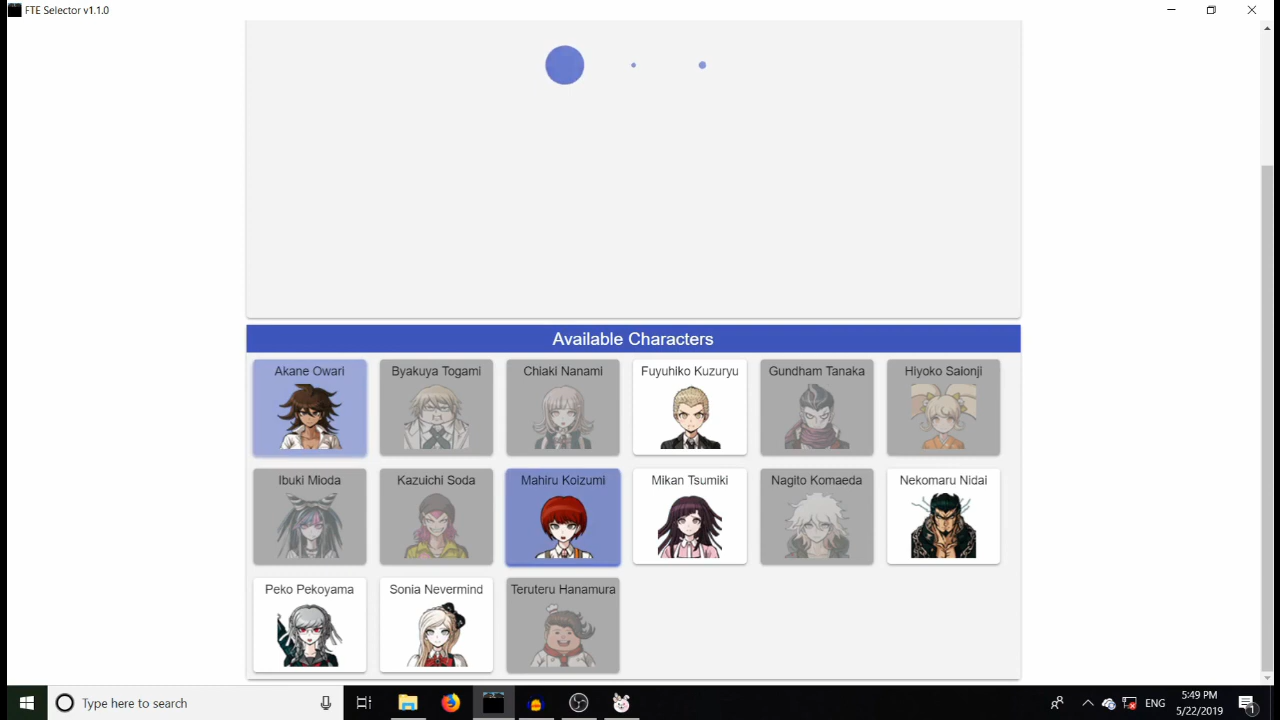 FTE Selector v1.1.0
Available Characters
Akane Owari
Byakuya Togami
Chiaki Nanami
Fuyuhiko Kuzuryu
Gundham Tanaka
Hiyoko Saionji
Ibuki Mioda
Kazuichi Soda
Mahiru Koizumi
Mikan Tsumiki
Nagito Komaeda
Nekomaru Nidai
Peko Pekoyama
Sonia Nevermind
Teruteru Hanamura
Type here to search
ENG
5:49 PM
5/22/2019
1